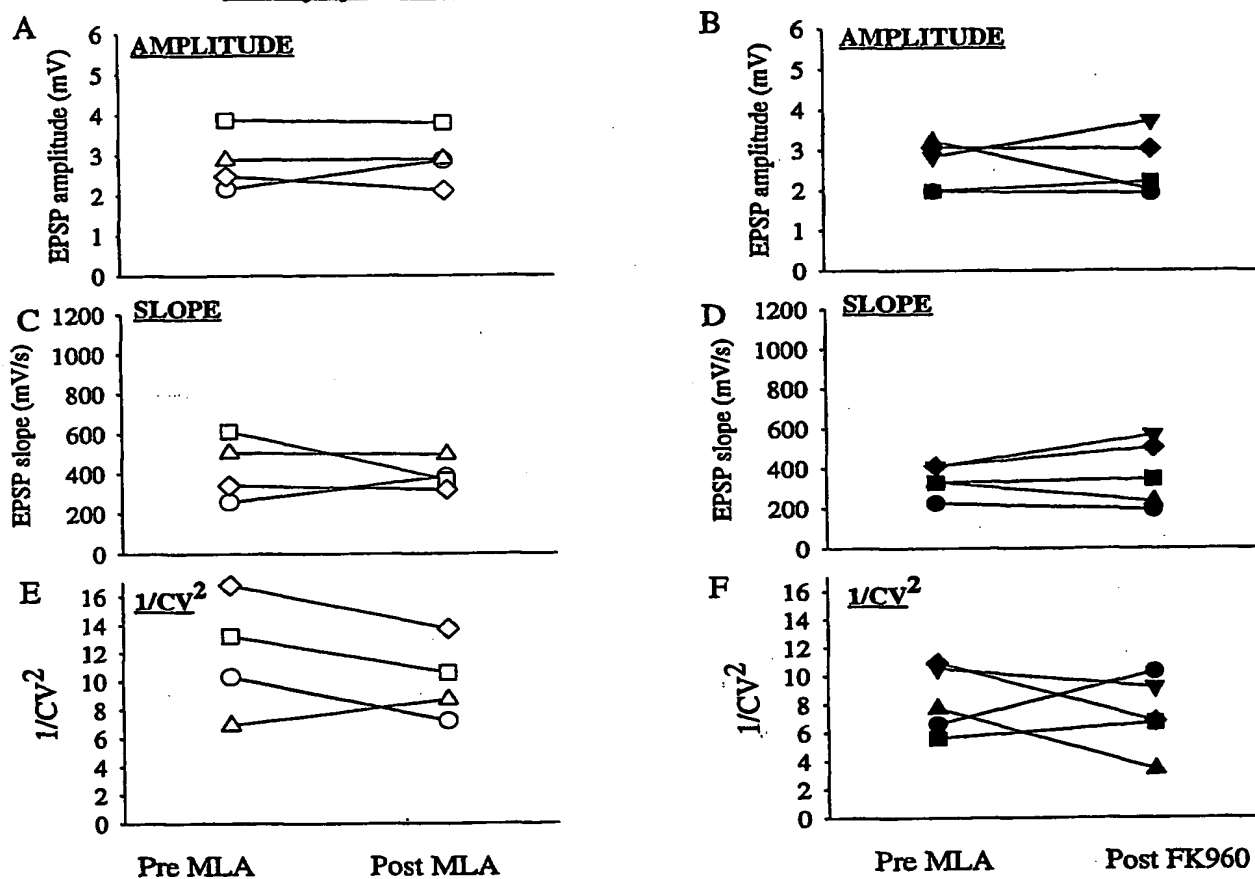 A
AMPLITUDE
EPSP amplitude (mV)
6
5
4
3
2
1
0
B
AMPLITUDE
EPSP amplitude (mV)
6
5
4
3
2
1
0
C
SLOPE
EPSP slope (mV/s)
1200
1000
800
600
400
200
0
D
SLOPE
EPSP slope (mV/s)
1200
1000
800
600
400
200
0
E
1/CV²
1/CV²
16
14
12
10
8
6
4
2
0
Pre MLA Post MLA
F
1/CV²
1/CV²
16
14
12
10
8
6
4
2
0
Pre MLA Post FK960